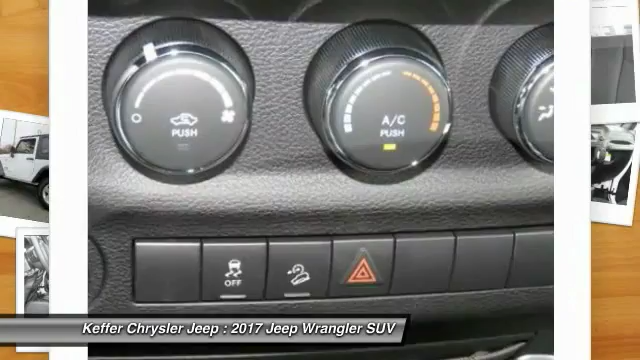 PUSH
A/C
PUSH
OFF
Keffer Chrysler Jeep : 2017 Jeep Wrangler SUV